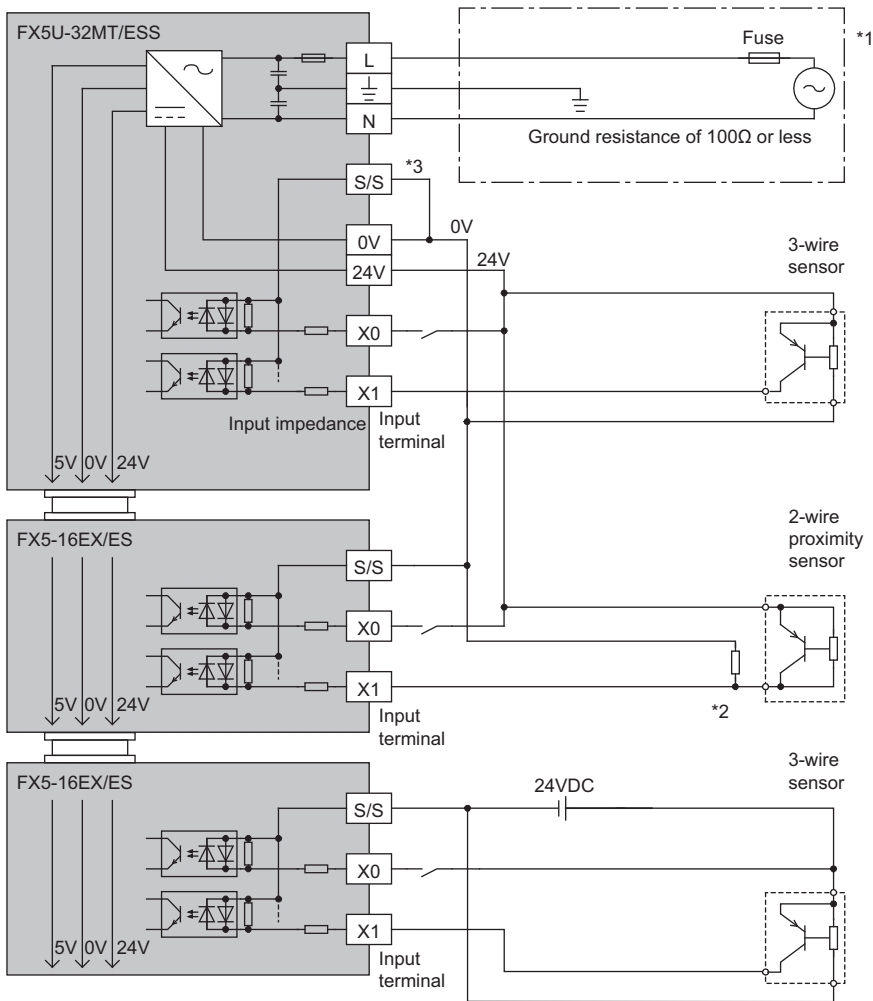 FX5U-32MT/ESS
L
N
Fuse
*1
Ground resistance of 100Ω or less
S/S
*3
0V
0V
24V
24V
3-wire
sensor
X0
X1
Input impedance
Input
terminal
5V 0V 24V
FX5-16EX/ES
S/S
2-wire
proximity
sensor
X0
X1
*2
Input
terminal
5V 0V 24V
FX5-16EX/ES
S/S
24VDC
3-wire
sensor
X0
X1
Input
terminal
5V 0V 24V